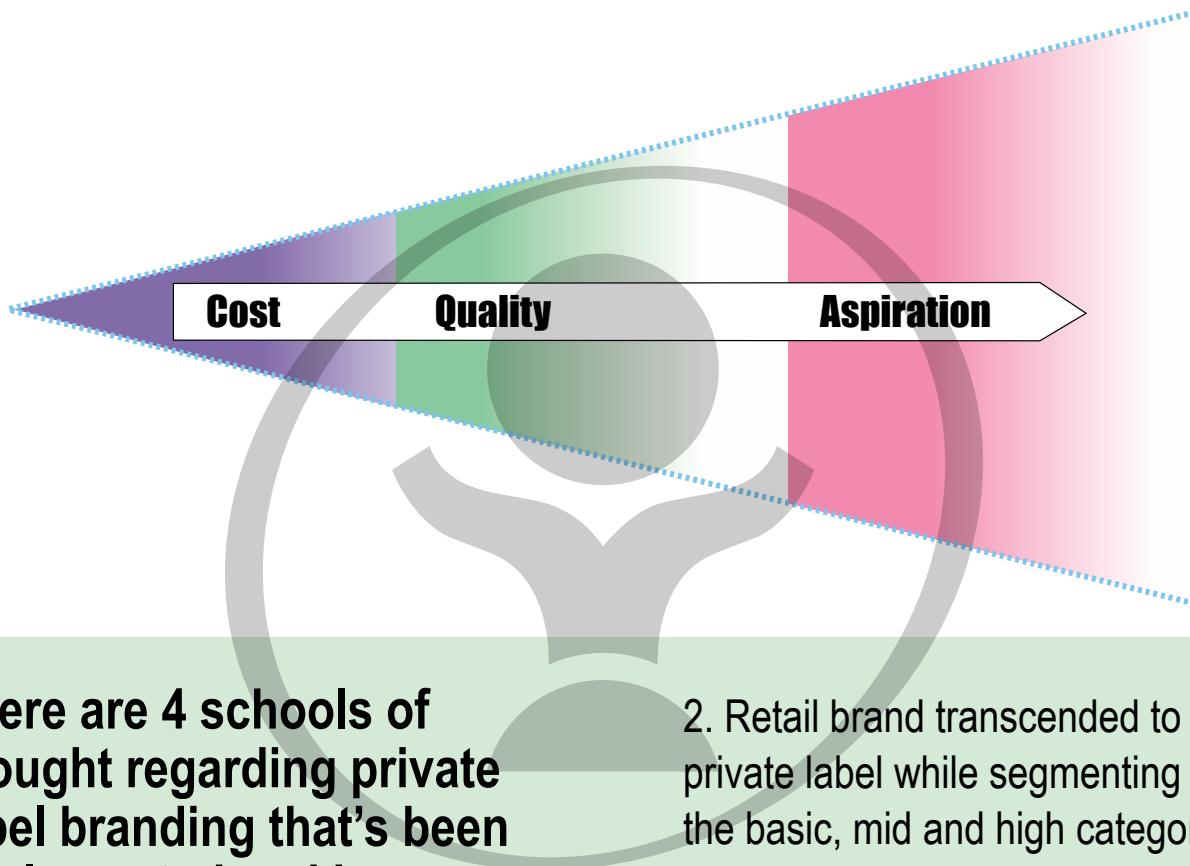 Cost Quality Aspiration
ere are 4 schools of
ought regarding private
bel branding that's been
2. Retail brand transcended to
private label while segmenting
the basic, mid and high categor